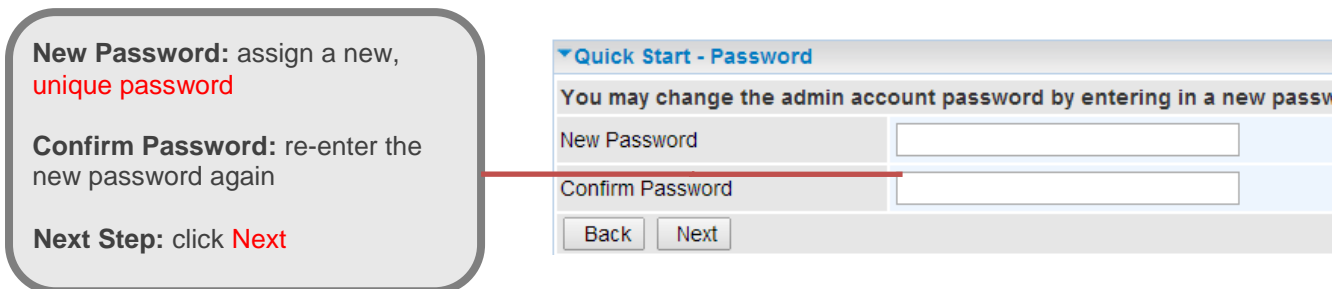 New Password: assign a new,
unique password
Confirm Password: re-enter the
new password again
Next Step: click Next
Quick Start - Password
You may change the admin account password by entering in a new
New Password
Confirm Password
Back Next